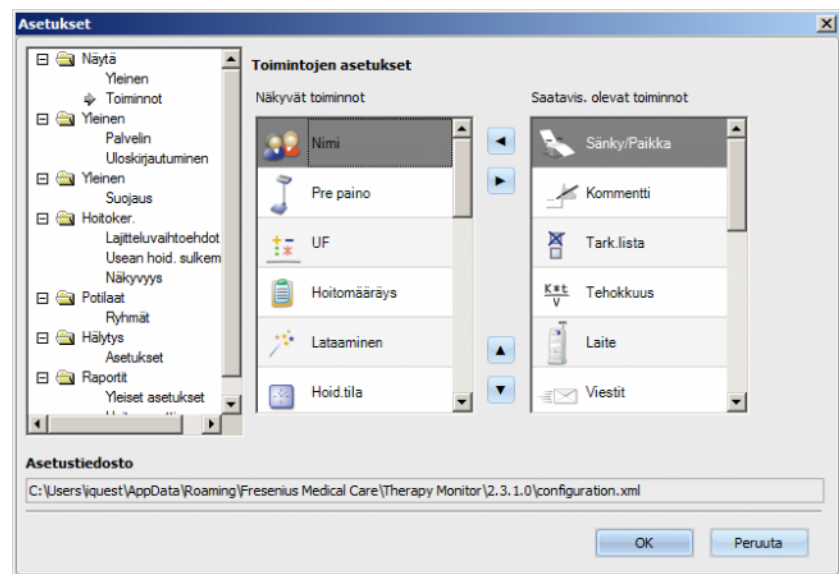 Asetukset
Näytä
Yleinen
Toiminnot
Yleinen
Palvelin
Uloskirjautuminen
Yleinen
Suojaus
Hoitoker.
Lajitteluvaihtoehdot
Usean hoid. sulkem
Näkyvyys
Potilaat
Ryhmät
Hälytys
Asetukset
Raportit
Yleiset asetukset
Toimintojen asetukset
Näkyvät toiminnot
Nimi
Pre paino
UF
Hoitomääräys
Lataaminen
Hoid.tila
Saatavis. olevat toiminnot
Sänky/Paikka
Kommentti
Tark.lista
K*t
V
Tehokkuus
Laite
Viestit
Asetustiedosto
C:\Users\iquest\AppData\Roaming\Fresenius Medical Care\Therapy Monitor\2.3.1.0\configuration.xml
OK
Peruuta